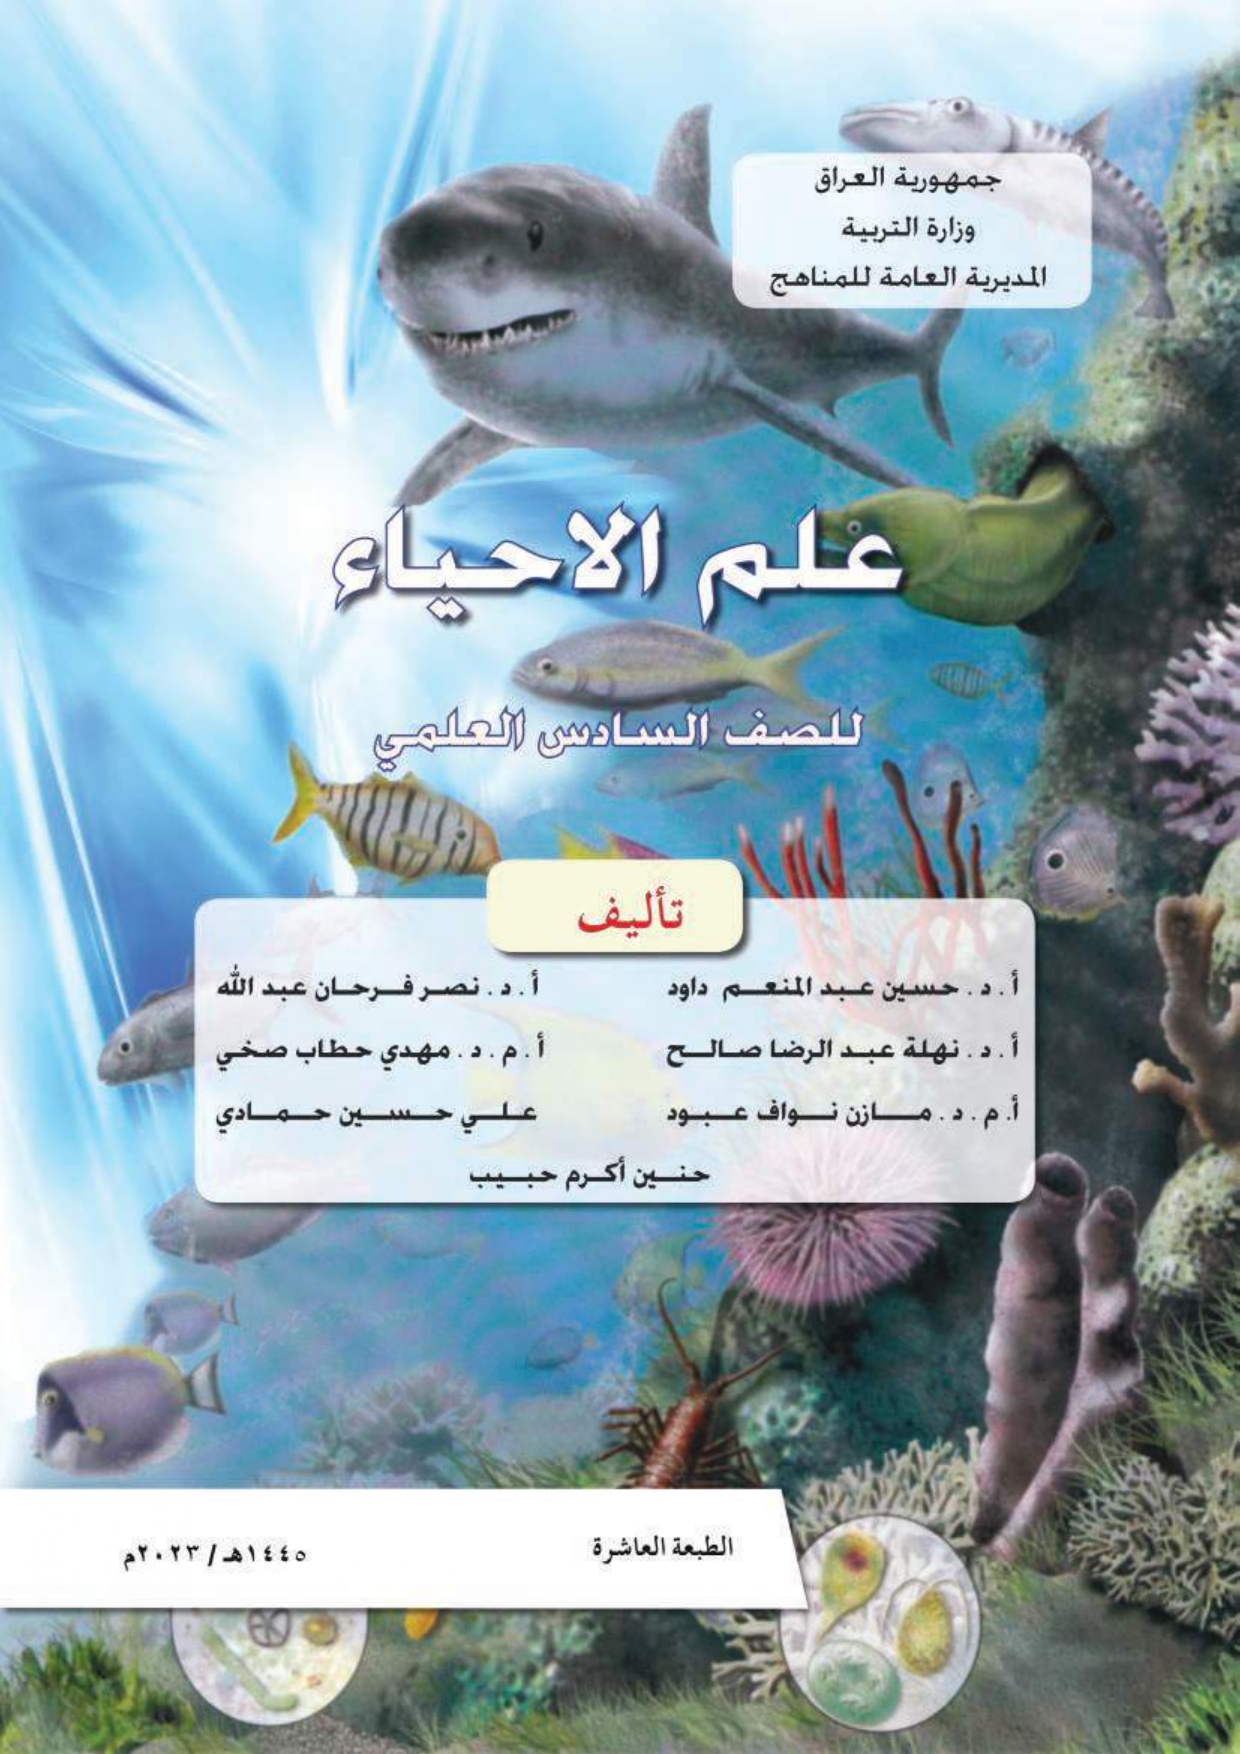 جمهورية العراق
وزارة التربية
المديرية العامة للمناهج
علم الاحياء
للصف السادس العلمي
تأليف
أ.د. حسين عبد المنعم داود
أ.د. نصر فرحان عبد الله
أ.د. نهلة عبد الرضا صالح
أ.م.د. مهدي حطاب صخي
أ.م.د. مازن نواف عبود
علي حسين حمادي
حنين أكرم حبيب
الطبعة العاشرة
١٤٤٥هـ / ٢٠٢٣م